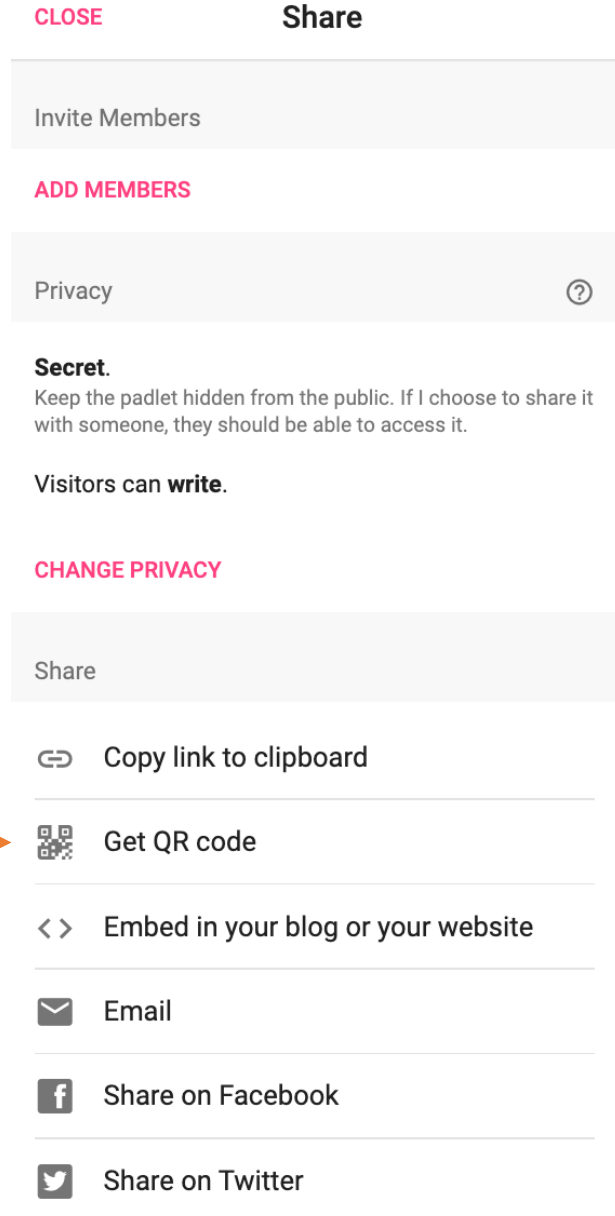 CLOSE
Share
Invite Members
ADD MEMBERS
Privacy
Secret.
Keep the padlet hidden from the public. If I choose to share it
with someone, they should be able to access it.
Visitors can write.
CHANGE PRIVACY
Share
Copy link to clipboard
Get QR code
Embed in your blog or your website
Email
Share on Facebook
Share on Twitter